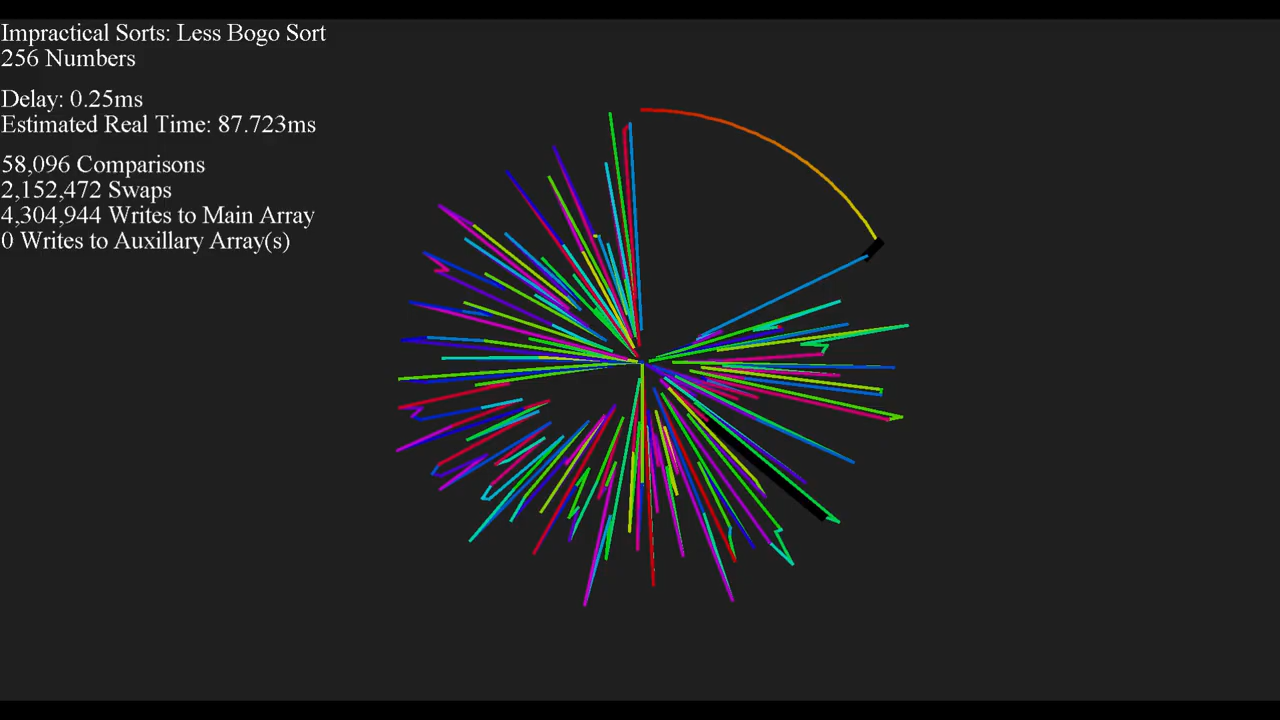 Impractical Sorts: Less Bogo Sort
256 Numbers
Delay: 0.25ms
Estimated Real Time: 87.723ms
58,096 Comparisons
2,152,472 Swaps
4,304,944 Writes to Main Array
0 Writes to Auxillary Array(s)